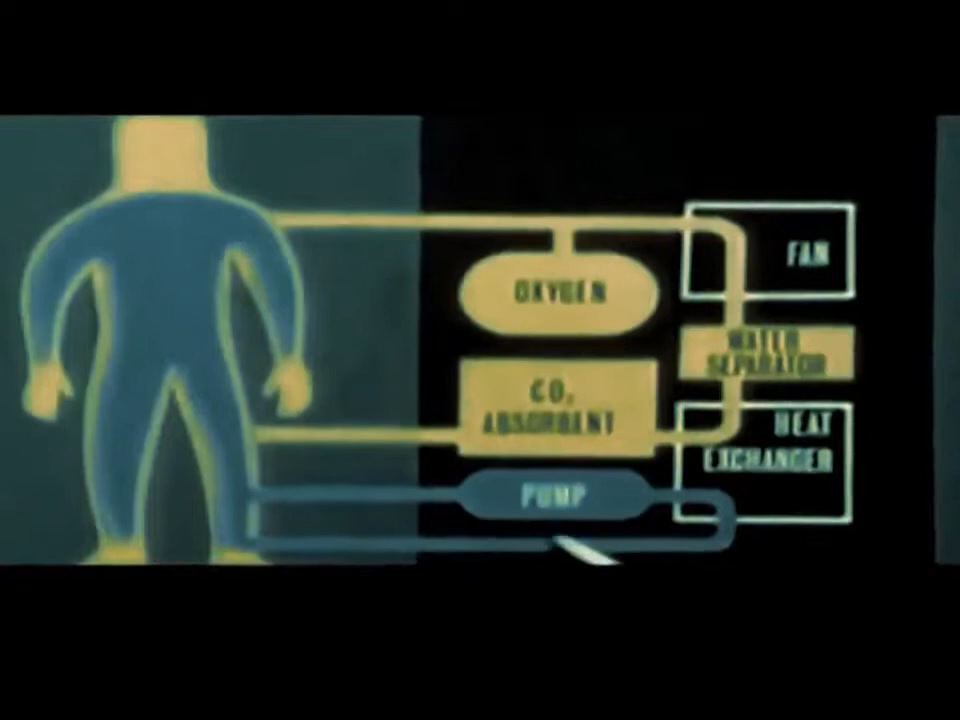 FAN
OXYGEN
WATER
SEPARATOR
CO₂
ABSORBENT
HEAT
EXCHANGER
PUMP